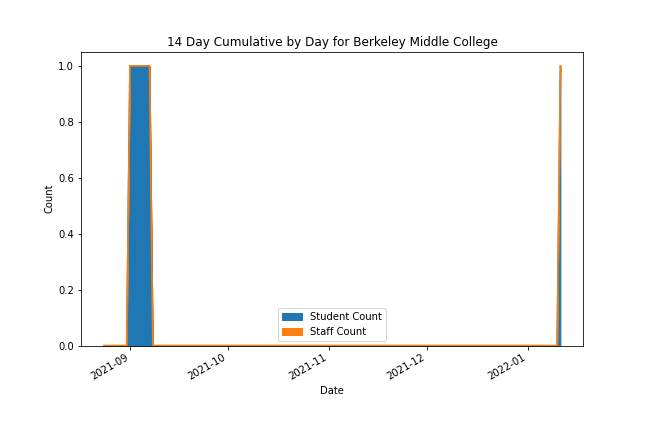 14 Day Cumulative by Day for Berkeley Middle College
1.0
0.8
0.6
0.4
0.2
0.0
Count
Student Count
Staff Count
2021-09
2021-10
2021-11
2021-12
2022-01
Date